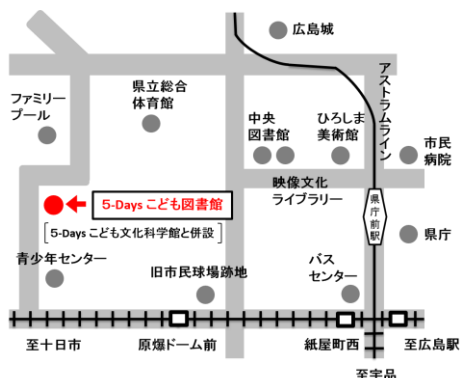 広島城
アストラムライン
ファミリー
プール
県立総合
体育館
中央
図書館
ひろしま
美術館
市民
病院
映像文化
ライブラリー
5-Days こども図書館
[5-Days こども文化科学館と併設]
県庁前駅
県庁
青少年センター
旧市民球場跡地
バス
センター
至十日市
原爆ドーム前
紙屋町西
至広島駅
至宇品